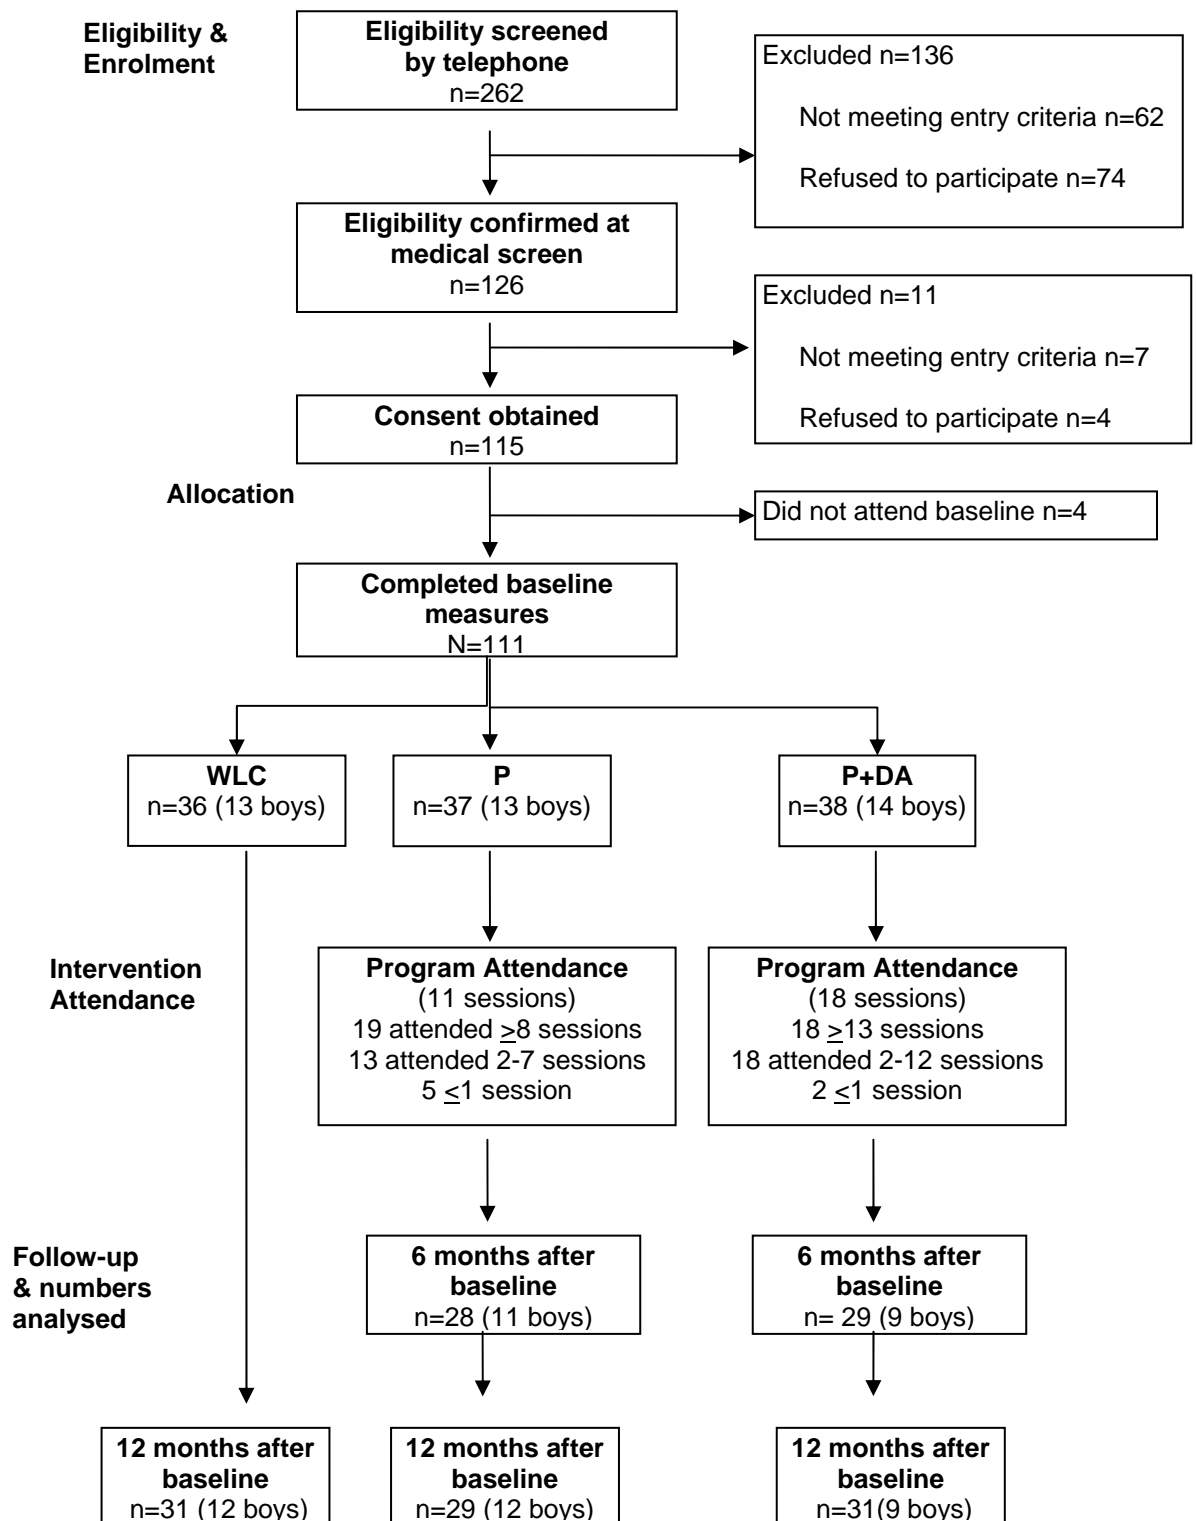 Eligibility &
Enrolment
Eligibility screened
by telephone
n=262
Excluded n=136
Not meeting entry criteria n=62
Refused to participate n=74
Eligibility confirmed at
medical screen
n=126
Excluded n=11
Not meeting entry criteria n=7
Refused to participate n=4
Consent obtained
n=115
Allocation
Did not attend baseline n=4
Completed baseline
measures
N=111
WLC
n=36 (13 boys)
P
n=37 (13 boys)
P+DA
n=38 (14 boys)
Intervention
Attendance
Program Attendance
(11 sessions)
19 attended ≥8 sessions
13 attended 2-7 sessions
5 ≤1 session
Program Attendance
(18 sessions)
18 ≥13 sessions
18 attended 2-12 sessions
2 ≤1 session
Follow-up
& numbers
analysed
6 months after
baseline
n=28 (11 boys)
6 months after
baseline
n= 29 (9 boys)
12 months after
baseline
n=31 (12 boys)
12 months after
baseline
n=29 (12 boys)
12 months after
baseline
n=31(9 boys)